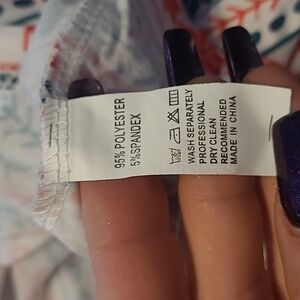 95% POLYESTER
5%SPANDEX
WASH SEPARATELY
PROFESSIONAL
DRY CLEAN
RECOMMENDED
MADE IN CHINA